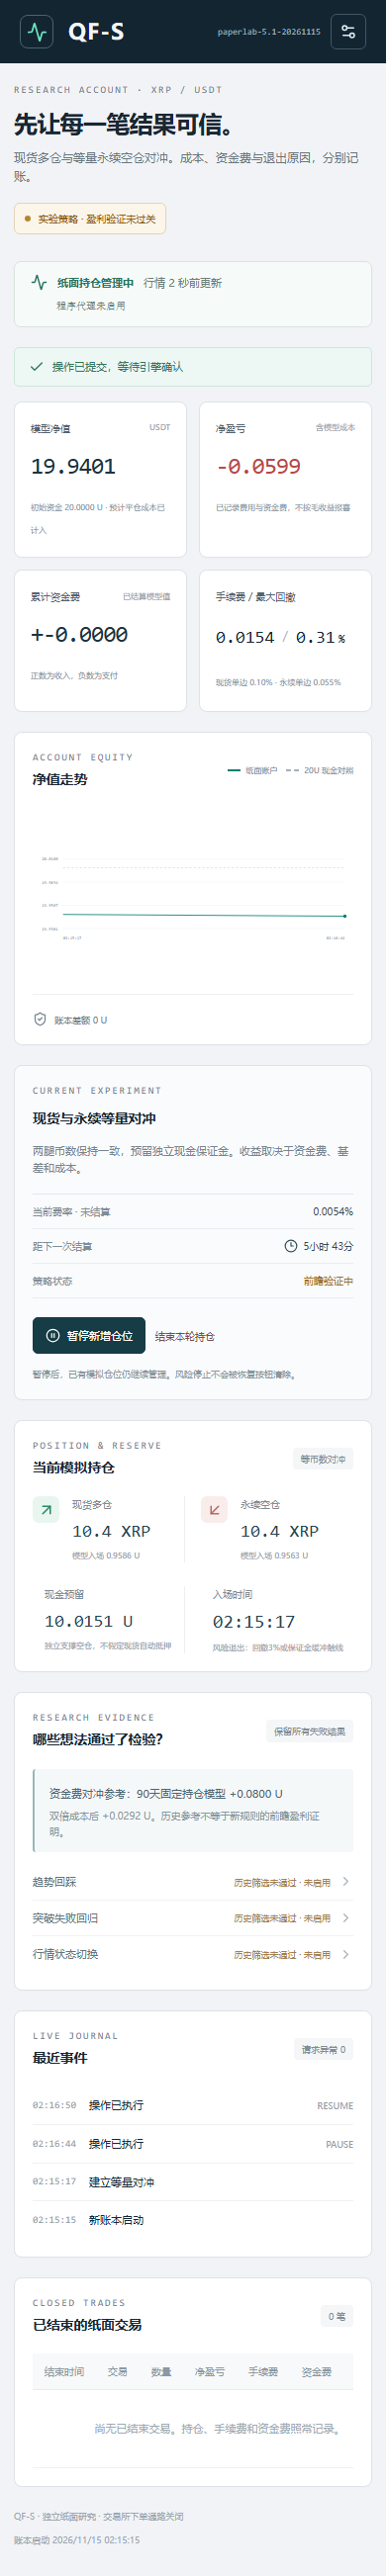 QF-S
paperlab-5.1-20261115
RESEARCH ACCOUNT · XRP / USDT
先让每一笔结果可信。
现货多仓与等量永续空仓对冲。成本、资金费与退出原因，分别记
账。
实验策略 · 盈利验证未过关
纸面持仓管理中 行情 2 秒前更新
程序代理未启用
操作已提交，等待引擎确认
模型净值 USDT
19.9401
初始资金 20.0000 U · 预计平仓成本已
计入
净盈亏 含模型成本
-0.0599
已记录费用与资金费，不按毛收益报喜
累计资金费 已结算模型值
+-0.0000
正数为收入，负数为支付
手续费 / 最大回撤
0.0154 / 0.31%
现货单边 0.10% · 永续单边 0.055%
ACCOUNT EQUITY
净值走势
纸面账户 20U 现金对照
02:15:17
账本差额 0 U
CURRENT EXPERIMENT
现货与永续等量对冲
两腿币数保持一致，预留独立现金保证金。收益取决于资金费、基
差和成本。
当前费率 · 未结算 0.0054%
距下一次结算 5小时 43分
策略状态 前瞻验证中
暂停新增仓位 结束本轮持仓
暂停后，已有模拟仓位仍继续管理。风险停止不会被恢复按钮清除。
POSITION & RESERVE
当前模拟持仓
等币数对冲
现货多仓
10.4 XRP
模型入场 0.9586 U
永续空仓
10.4 XRP
模型入场 0.9563 U
现金预留
10.0151 U
独立支撑空仓，不假定现货自动抵押
入场时间
02:15:17
风险退出：回撤3%或保证金缓冲触线
RESEARCH EVIDENCE
哪些想法通过了检验?
保留所有失败结果
资金费对冲参考：90天固定持仓模型 +0.0800 U
双倍成本后 +0.0292 U。历史参考不等于新规则的前瞻盈利证
明。
趋势回踩 历史筛选未通过 · 未启用
突破失败回归 历史筛选未通过 · 未启用
行情状态切换 历史筛选未通过 · 未启用
LIVE JOURNAL
最近事件
请求异常 0
02:16:50 操作已执行 RESUME
02:16:44 操作已执行 PAUSE
02:15:17 建立等量对冲
02:15:15 新账本启动
CLOSED TRADES
已结束的纸面交易
0 笔
结束时间 交易 数量 净盈亏 手续费 资金费
尚无已结束交易。持仓、手续费和资金费照常记录。
QF-S · 独立纸面研究 · 交易所下单通路关闭
账本启动 2026/11/15 02:15:15